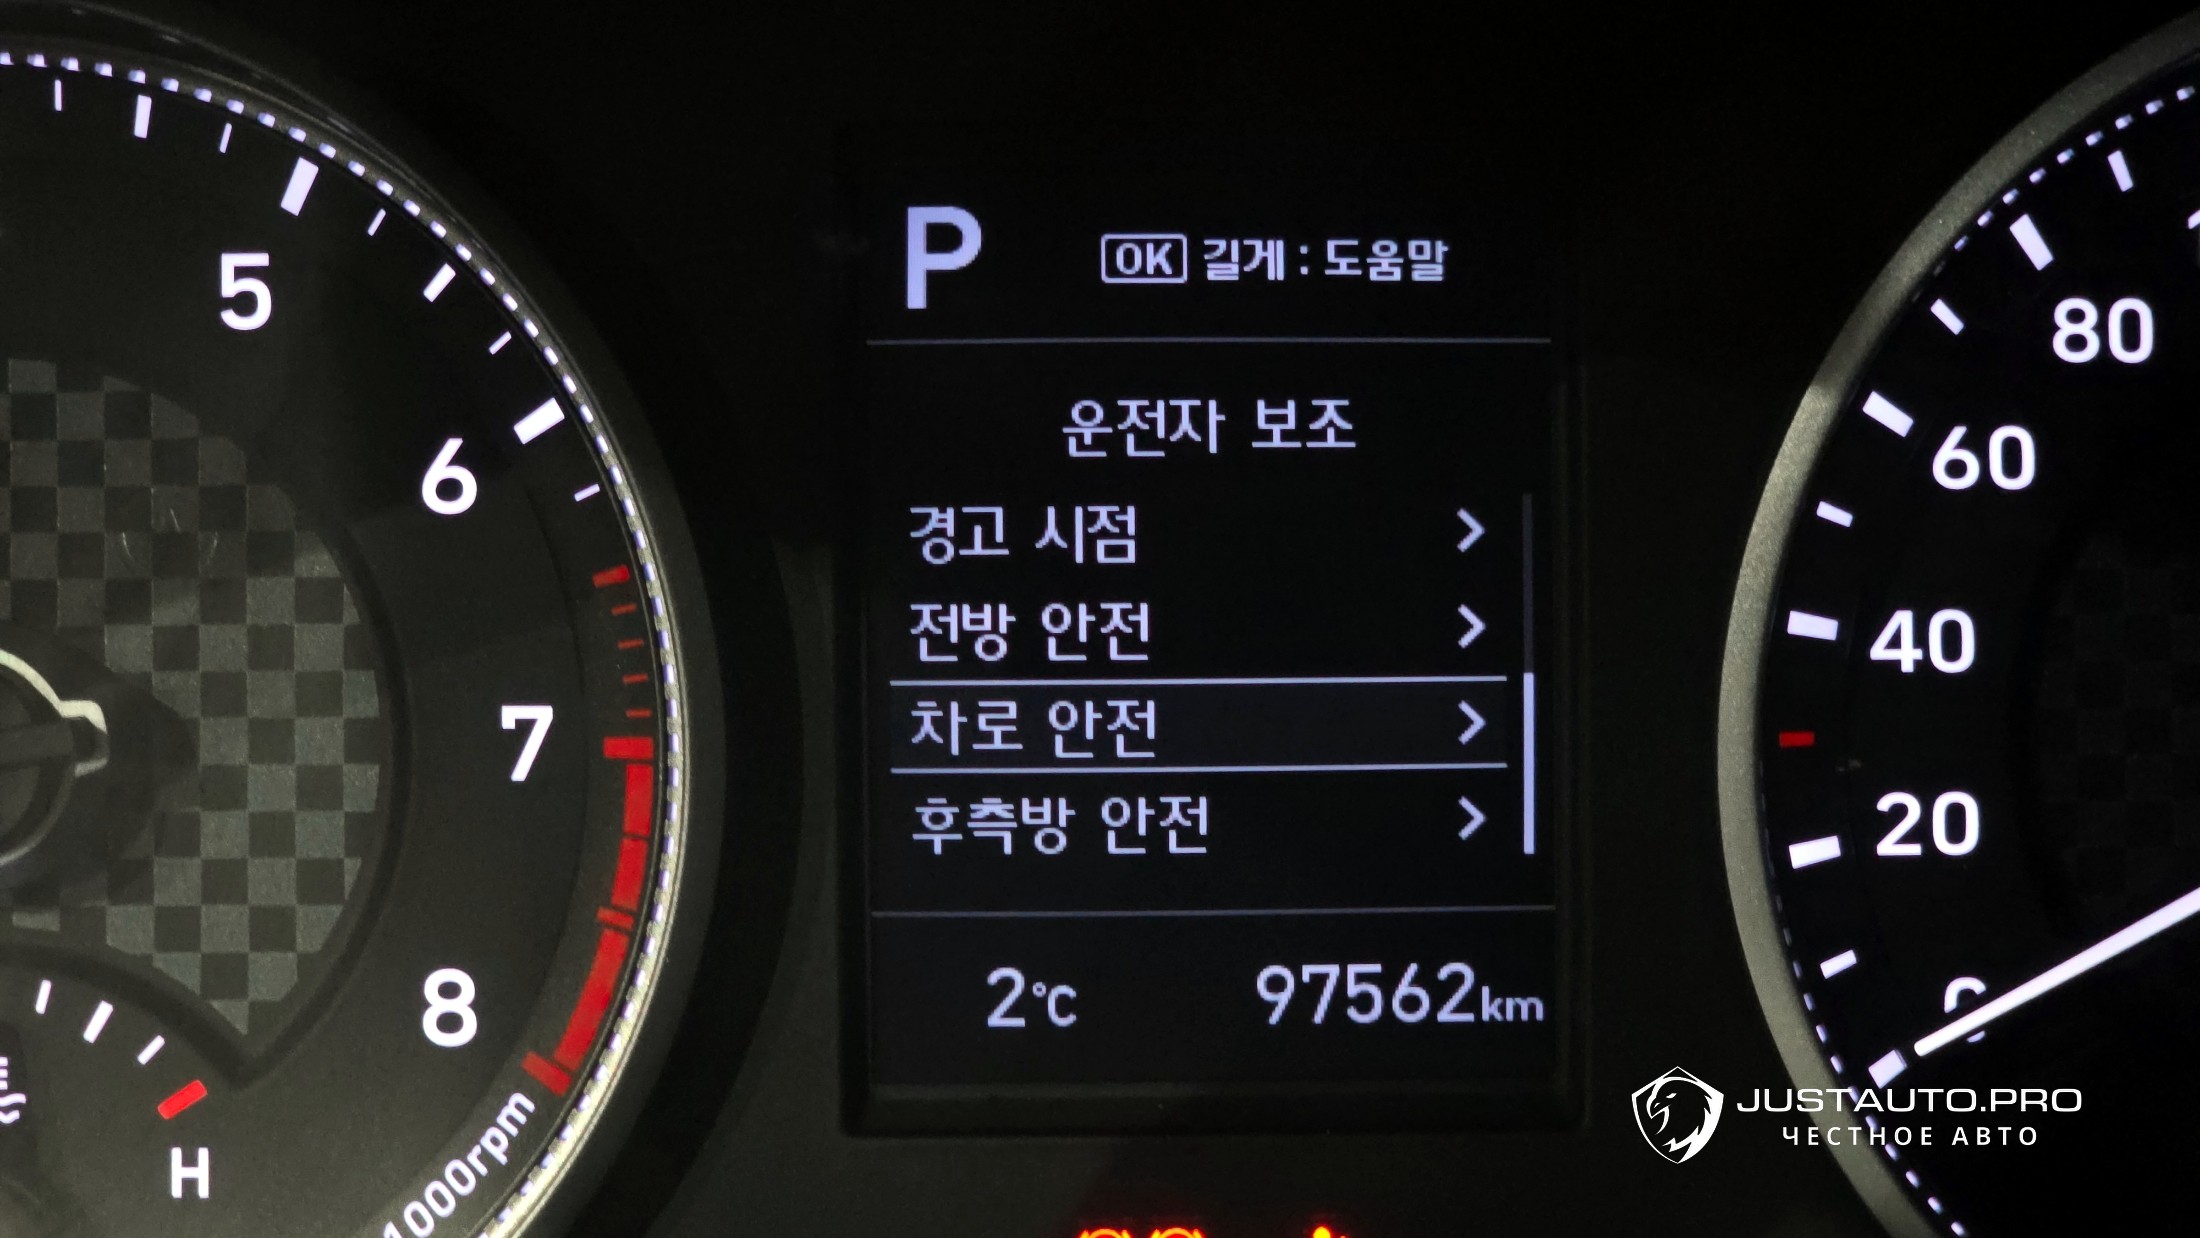 5
6
7
8
1000rpm
H
P
OK 길게 : 도움말
운전자 보조
경고 시점
전방 안전
차로 안전
후측방 안전
2°C 97562km
80
60
40
20
0
JUSTAUTO.PRO
ЧЕСТНОЕ АВТО